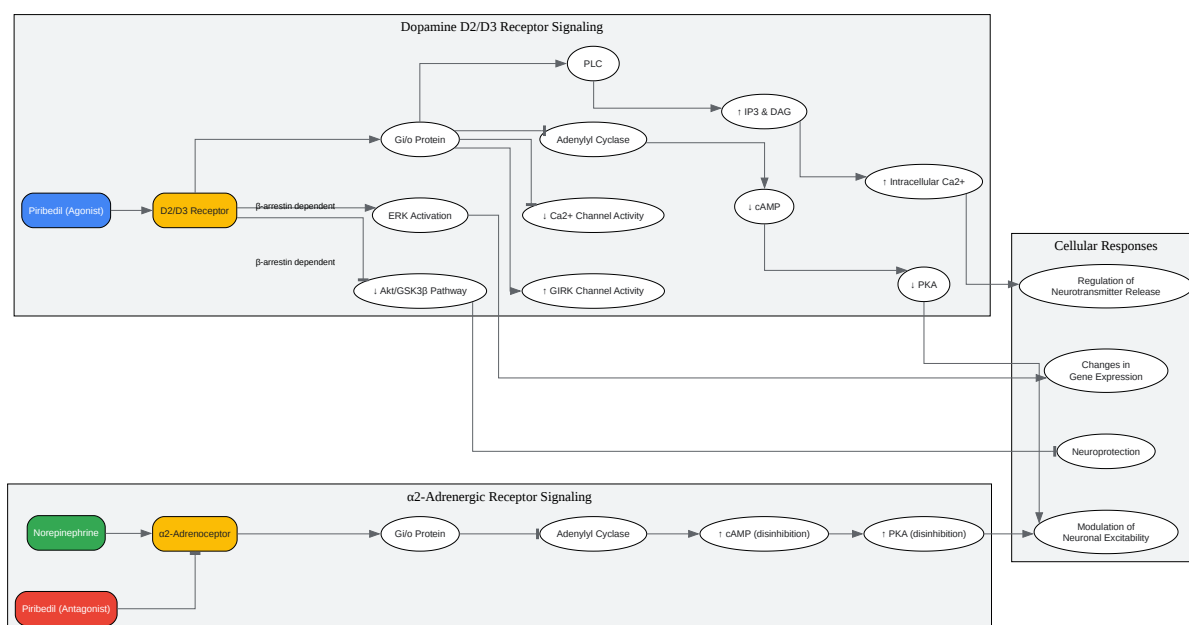 Dopamine D2/D3 Receptor Signaling
PLC
↑ IP3 & DAG
Gi/o Protein
Adenylyl Cyclase
↑ Intracellular Ca2+
Piribedil (Agonist)
D2/D3 Receptor
β-arrestin dependent
ERK Activation
↓ Ca2+ Channel Activity
↓ cAMP
β-arrestin dependent
↓ Akt/GSK3β Pathway
↑ GIRK Channel Activity
↓ PKA
Cellular Responses
Regulation of
Neurotransmitter Release
Changes in
Gene Expression
Neuroprotection
Modulation of
Neuronal Excitability
α2-Adrenergic Receptor Signaling
Norepinephrine
α2-Adrenoceptor
Gi/o Protein
Adenylyl Cyclase
↑ cAMP (disinhibition)
↑ PKA (disinhibition)
Piribedil (Antagonist)